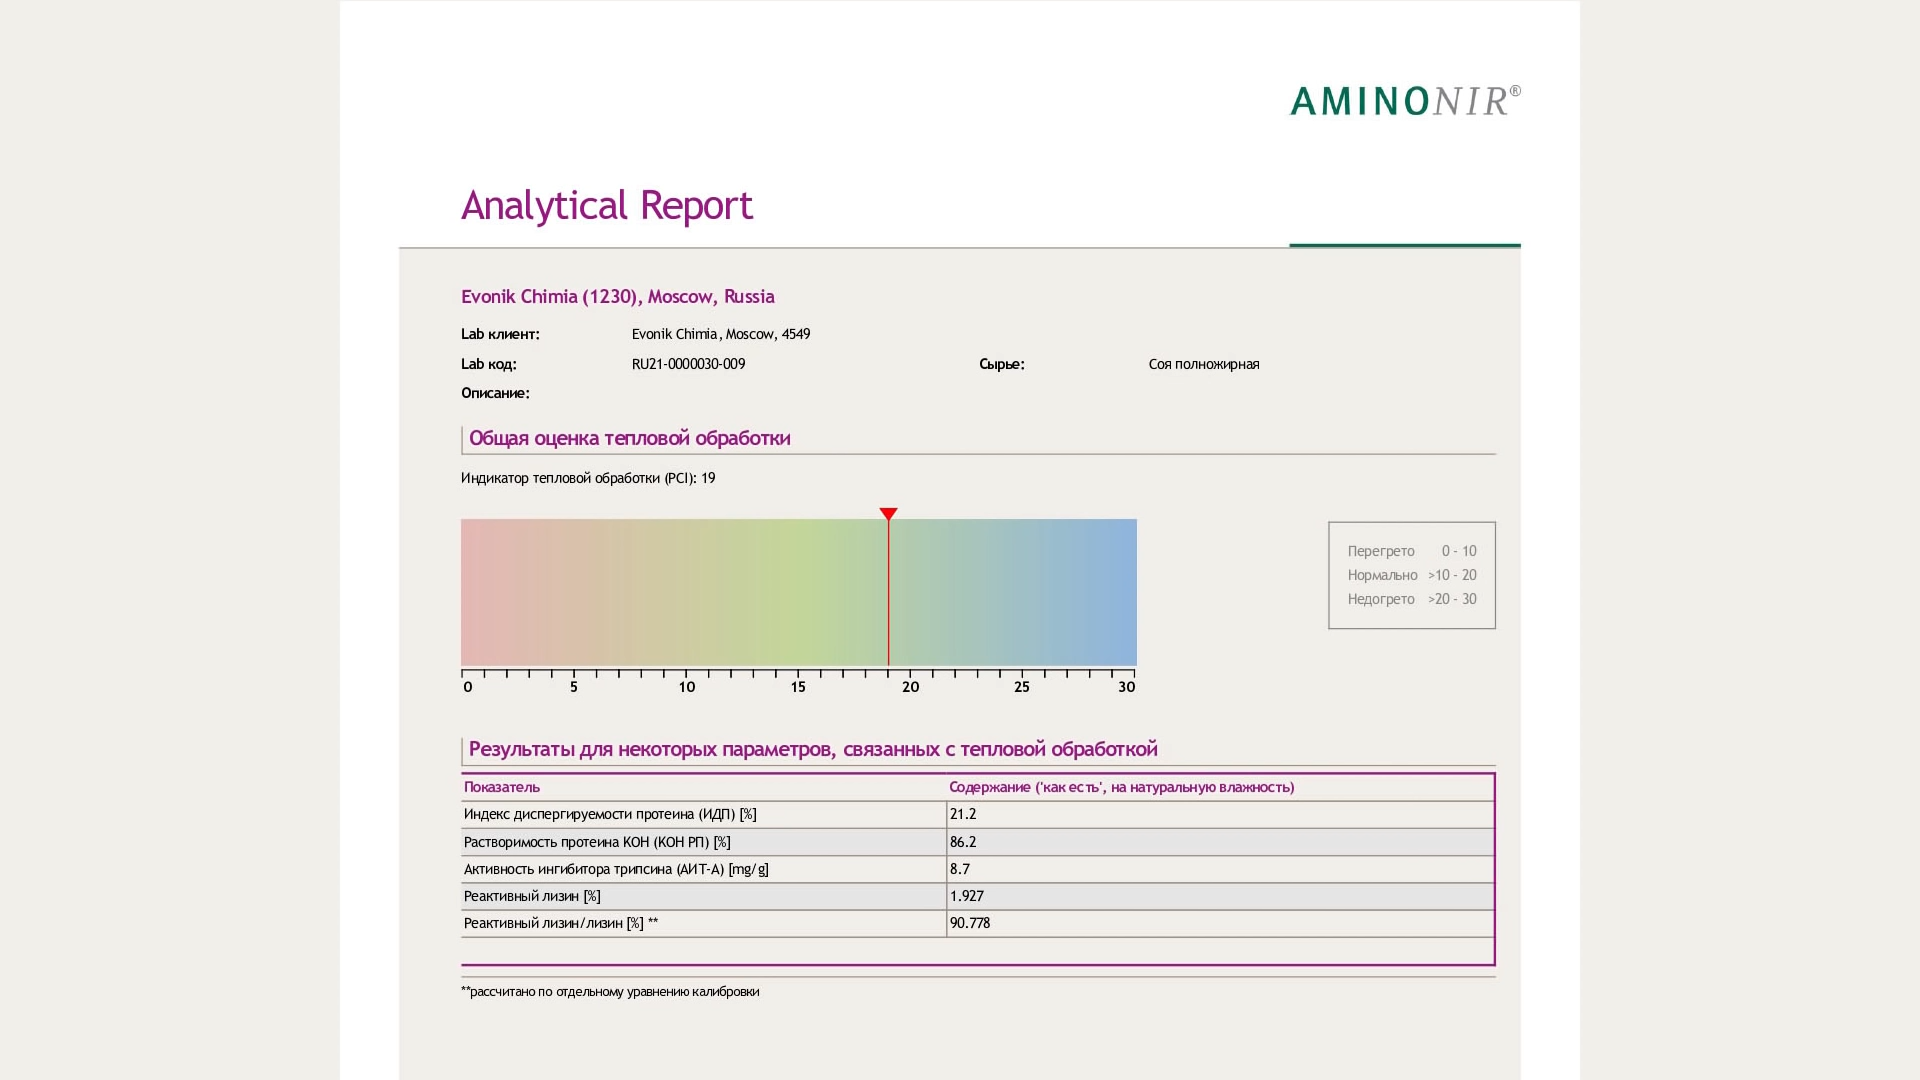 AMINONIR®
Analytical Report
Evonik Chimia (1230), Moscow, Russia
Lab клиент: Evonik Chimia, Moscow, 4549
Lab код: RU21-0000030-009 Сырье: Соя полножирная
Описание:
Общая оценка тепловой обработки
Индикатор тепловой обработки (PCI): 19
Перегрето 0 - 10
Нормально >10 - 20
Недогрето >20 - 30
0 5 10 15 20 25 30
Результаты для некоторых параметров, связанных с тепловой обработкой
Показатель Содержание ('как есть', на натуральную влажность)
Индекс диспергируемости протеина (ИДП) [%] 21.2
Растворимость протеина KOH (KOH РП) [%] 86.2
Активность ингибитора трипсина (АИТ-А) [mg/g] 8.7
Реактивный лизин [%] 1.927
Реактивный лизин/лизин [%] ** 90.778
**рассчитано по отдельному уравнению калибровки